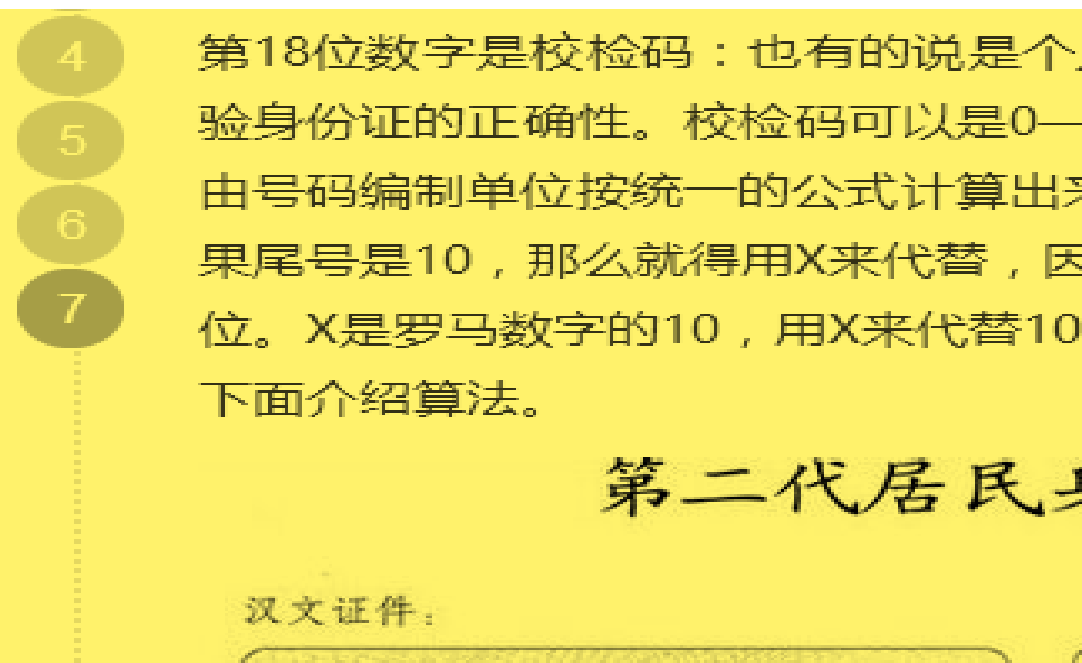 4
第18位数字是校检码：也有的说是个
5
验身份证的正确性。校检码可以是0—
由号码编制单位按统一的公式计算出
6
果尾号是10，那么就得用X来代替，因
7
位。X是罗马数字的10，用X来代替10
下面介绍算法。
第二代居民
汉文证件：